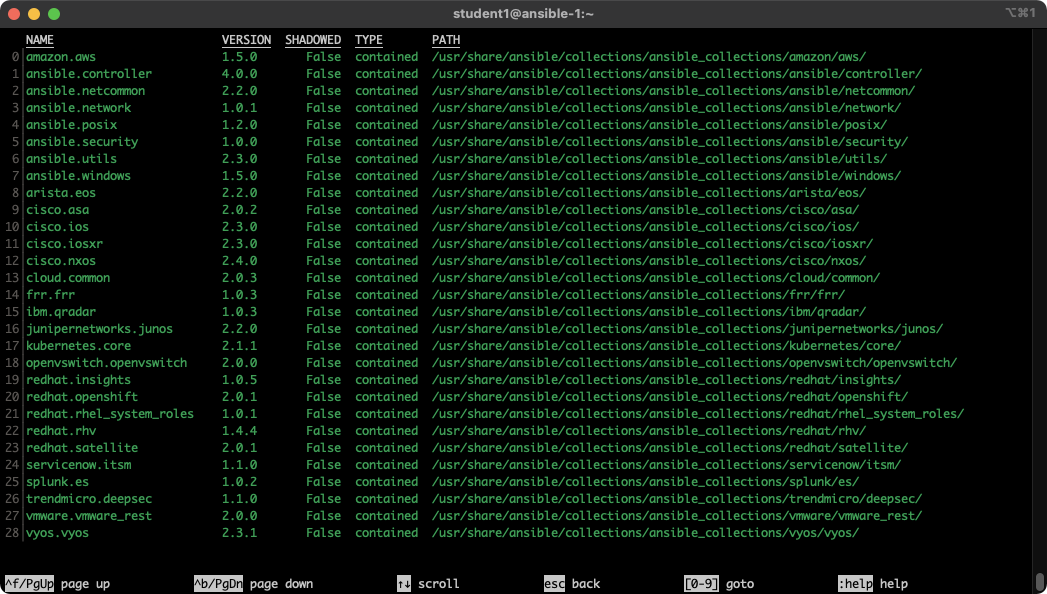 student1@ansible-1:~ ⌥⌘1
NAME VERSION SHADOWED TYPE PATH
0 amazon.aws 1.5.0 False contained /usr/share/ansible/collections/ansible_collections/amazon/aws/
1 ansible.controller 4.0.0 False contained /usr/share/ansible/collections/ansible_collections/ansible/controller/
2 ansible.netcommon 2.2.0 False contained /usr/share/ansible/collections/ansible_collections/ansible/netcommon/
3 ansible.network 1.0.1 False contained /usr/share/ansible/collections/ansible_collections/ansible/network/
4 ansible.posix 1.2.0 False contained /usr/share/ansible/collections/ansible_collections/ansible/posix/
5 ansible.security 1.0.0 False contained /usr/share/ansible/collections/ansible_collections/ansible/security/
6 ansible.utils 2.3.0 False contained /usr/share/ansible/collections/ansible_collections/ansible/utils/
7 ansible.windows 1.5.0 False contained /usr/share/ansible/collections/ansible_collections/ansible/windows/
8 arista.eos 2.2.0 False contained /usr/share/ansible/collections/ansible_collections/arista/eos/
9 cisco.asa 2.0.2 False contained /usr/share/ansible/collections/ansible_collections/cisco/asa/
10 cisco.ios 2.3.0 False contained /usr/share/ansible/collections/ansible_collections/cisco/ios/
11 cisco.iosxr 2.3.0 False contained /usr/share/ansible/collections/ansible_collections/cisco/iosxr/
12 cisco.nxos 2.4.0 False contained /usr/share/ansible/collections/ansible_collections/cisco/nxos/
13 cloud.common 2.0.3 False contained /usr/share/ansible/collections/ansible_collections/cloud/common/
14 frr.frr 1.0.3 False contained /usr/share/ansible/collections/ansible_collections/frr/frr/
15 ibm.qradar 1.0.3 False contained /usr/share/ansible/collections/ansible_collections/ibm/qradar/
16 junipernetworks.junos 2.2.0 False contained /usr/share/ansible/collections/ansible_collections/junipernetworks/junos/
17 kubernetes.core 2.1.1 False contained /usr/share/ansible/collections/ansible_collections/kubernetes/core/
18 openvswitch.openvswitch 2.0.0 False contained /usr/share/ansible/collections/ansible_collections/openvswitch/openvswitch/
19 redhat.insights 1.0.5 False contained /usr/share/ansible/collections/ansible_collections/redhat/insights/
20 redhat.openshift 2.0.1 False contained /usr/share/ansible/collections/ansible_collections/redhat/openshift/
21 redhat.rhel_system_roles 1.0.1 False contained /usr/share/ansible/collections/ansible_collections/redhat/rhel_system_roles/
22 redhat.rhv 1.4.4 False contained /usr/share/ansible/collections/ansible_collections/redhat/rhv/
23 redhat.satellite 2.0.1 False contained /usr/share/ansible/collections/ansible_collections/redhat/satellite/
24 servicenow.itsm 1.1.0 False contained /usr/share/ansible/collections/ansible_collections/servicenow/itsm/
25 splunk.es 1.0.2 False contained /usr/share/ansible/collections/ansible_collections/splunk/es/
26 trendmicro.deepsec 1.1.0 False contained /usr/share/ansible/collections/ansible_collections/trendmicro/deepsec/
27 vmware.vmware_rest 2.0.0 False contained /usr/share/ansible/collections/ansible_collections/vmware/vmware_rest/
28 vyos.vyos 2.3.1 False contained /usr/share/ansible/collections/ansible_collections/vyos/vyos/
^f/PgUp page up ^b/PgDn page down ↑↓ scroll esc back [0-9] goto :help help